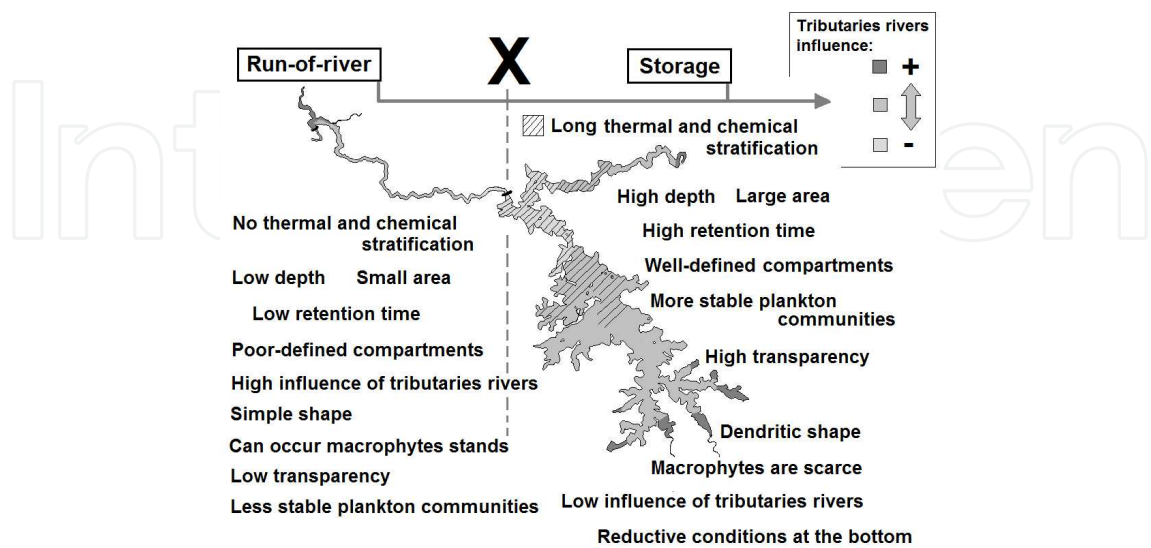 Tributaries rivers
influence:
+
-
Run-of-river
X
Storage
Long thermal and chemical
stratification
High depth Large area
High retention time
Well-defined compartments
More stable plankton
communities
High transparency
Dendritic shape
Macrophytes are scarce
Low influence of tributaries rivers
Reductive conditions at the bottom
No thermal and chemical
stratification
Low depth Small area
Low retention time
Poor-defined compartments
High influence of tributaries rivers
Simple shape
Can occur macrophytes stands
Low transparency
Less stable plankton communities
Int
en